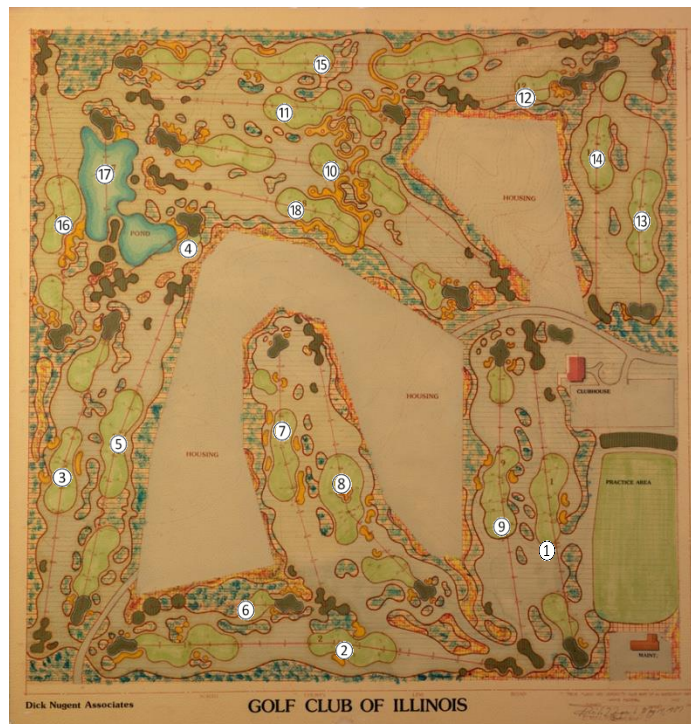 15
12
11
14
10
17
HOUSING
18
13
16
POND
4
CLUBHOUSE
HOUSING
7
5
HOUSING
3
8
PRACTICE AREA
9
1
6
2
MAINT.
Dick Nugent Associates
GOLF CLUB OF ILLINOIS